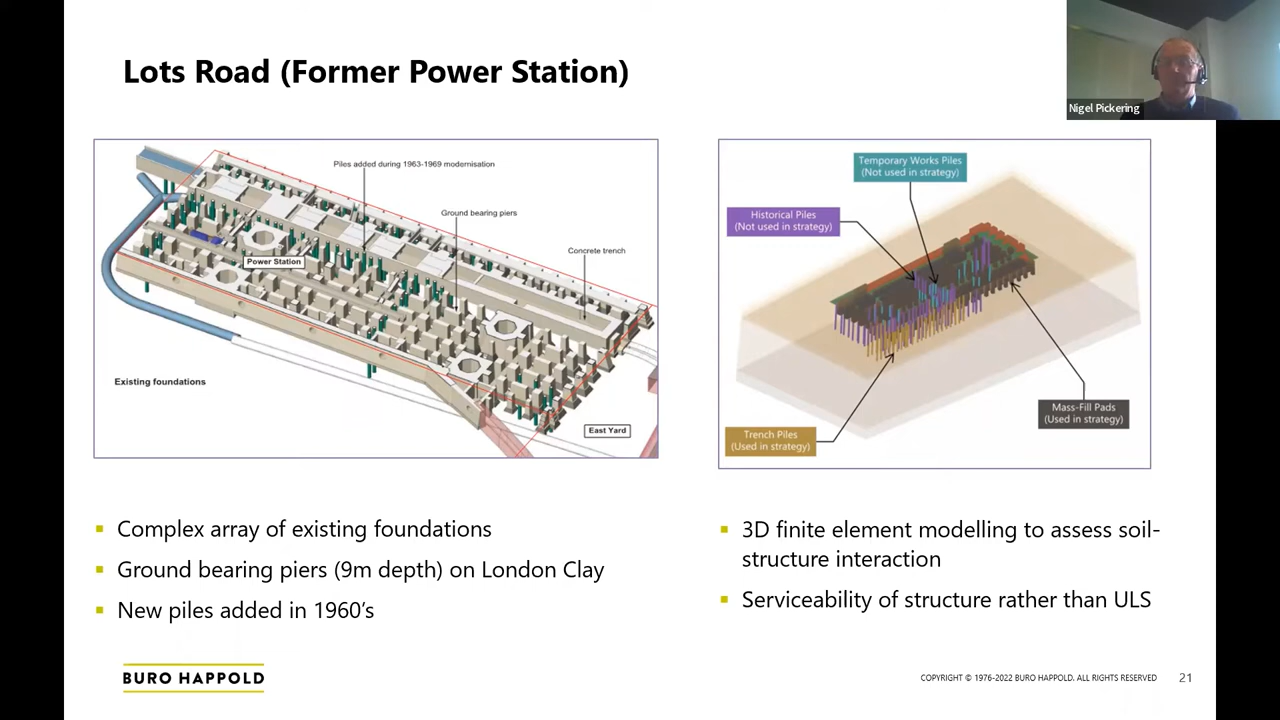 Lots Road (Former Power Station)
Nigel Pickering
Piles added during 1963-1969 modernisation
Ground bearing piers
Concrete trench
Power Station
Existing foundations
East Yard
Temporary Works Piles
(Not used in strategy)
Historical Piles
(Not used in strategy)
Mass-Fill Pads
(Used in strategy)
Trench Piles
(Used in strategy)
Complex array of existing foundations
Ground bearing piers (9m depth) on London Clay
New piles added in 1960’s
3D finite element modelling to assess soil-
structure interaction
Serviceability of structure rather than ULS
BURO HAPPOLD
COPYRIGHT © 1976-2022 BURO HAPPOLD. ALL RIGHTS RESERVED
21